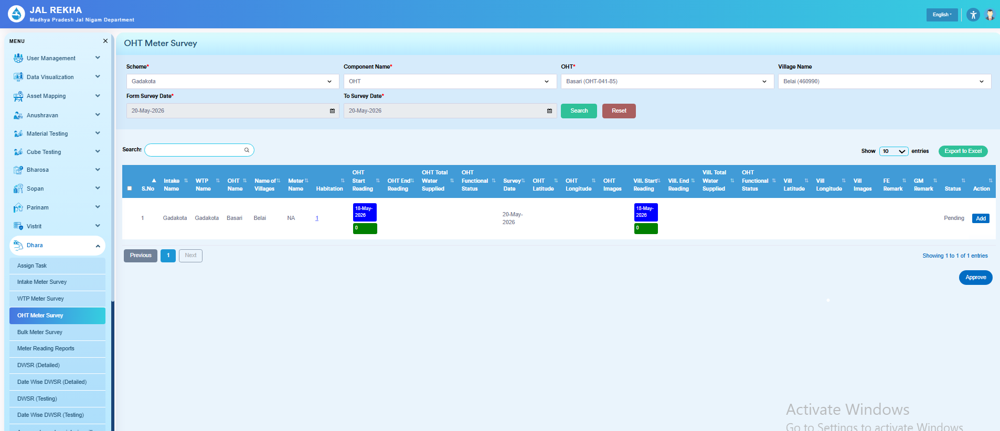 JAL REKHA
Madhya Pradesh Jal Nigam Department
English
MENU
User Management
Data Visualization
Asset Mapping
Anushravan
Material Testing
Cube Testing
Bharosa
Sopan
Parinam
Vistrit
Dhara
Assign Task
Intake Meter Survey
WTP Meter Survey
OHT Meter Survey
Bulk Meter Survey
Meter Reading Reports
DWSR (Detailed)
Date Wise DWSR (Detailed)
DWSR (Testing)
Date Wise DWSR (Testing)
OHT Meter Survey
Scheme* Component Name* OHT* Village Name
Gadakota OHT Basari (OHT-041-85) Belai (460990)
Form Survey Date* To Survey Date*
20-May-2026 20-May-2026 Search Reset
Search: Show 10 entries Export to Excel
S.No
Intake Name
WTP Name
OHT Name
Name of Villages
Meter Name
Habitation
OHT Start Reading
OHT End Reading
OHT Total Water Supplied
OHT Functional Status
Survey Date
OHT Latitude
OHT Longitude
OHT Images
Vill. Start Reading
Vill. End Reading
Vill. Total Water Supplied
OHT Functional Status
Vill Latitude
Vill Longitude
Vill Images
FE Remark
GM Remark
Status
Action
1 Gadakota Gadakota Basari Belai NA 1
18-May-2026
0
20-May-2026
18-May-2026
0
Pending Add
Previous 1 Next Showing 1 to 1 of 1 entries
Approve
Activate Windows
Go to Settings to activate Windows